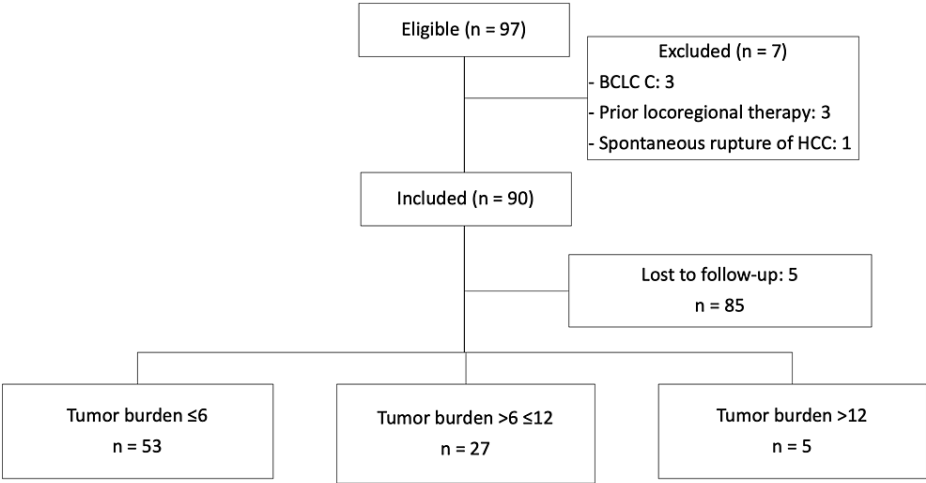 Eligible (n = 97)
Excluded (n = 7)
- BCLC C: 3
- Prior locoregional therapy: 3
- Spontaneous rupture of HCC: 1
Included (n = 90)
Lost to follow-up: 5
n = 85
Tumor burden ≤6
n = 53
Tumor burden >6 ≤12
n = 27
Tumor burden >12
n = 5